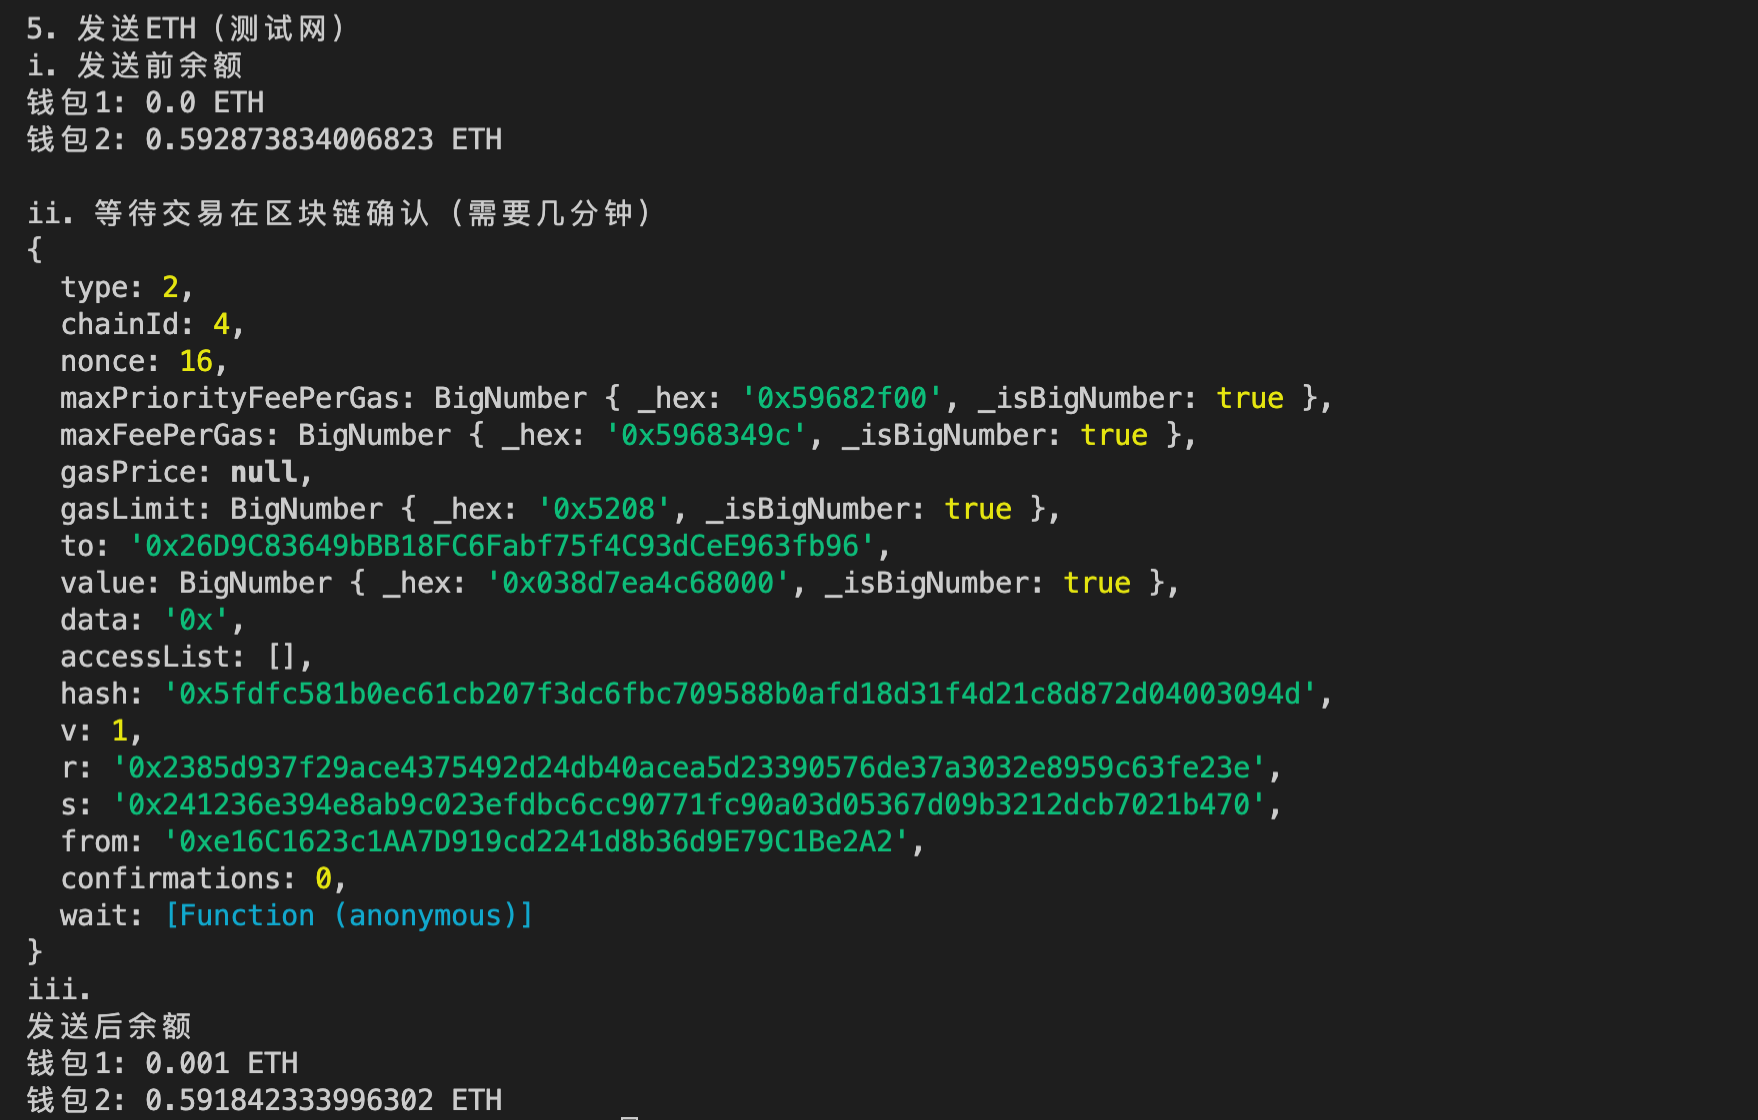 5. 发送ETH（测试网）
i. 发送前余额
钱包1: 0.0 ETH
钱包2: 0.592873834006823 ETH
ii. 等待交易在区块链确认（需要几分钟）
{
  type: 2,
  chainId: 4,
  nonce: 16,
  maxPriorityFeePerGas: BigNumber { _hex: '0x59682f00', _isBigNumber: true },
  maxFeePerGas: BigNumber { _hex: '0x5968349c', _isBigNumber: true },
  gasPrice: null,
  gasLimit: BigNumber { _hex: '0x5208', _isBigNumber: true },
  to: '0x26D9C83649bBB18FC6Fabf75f4C93dCeE963fb96',
  value: BigNumber { _hex: '0x038d7ea4c68000', _isBigNumber: true },
  data: '0x',
  accessList: [],
  hash: '0x5fdfc581b0ec61cb207f3dc6fbc709588b0afd18d31f4d21c8d872d04003094d',
  v: 1,
  r: '0x2385d937f29ace4375492d24db40acea5d23390576de37a3032e8959c63fe23e',
  s: '0x241236e394e8ab9c023efdbc6cc90771fc90a03d05367d09b3212dcb7021b470',
  from: '0xe16C1623c1AA7D919cd2241d8b36d9E79C1Be2A2',
  confirmations: 0,
  wait: [Function (anonymous)]
}
iii.
发送后余额
钱包1: 0.001 ETH
钱包2: 0.591842333996302 ETH